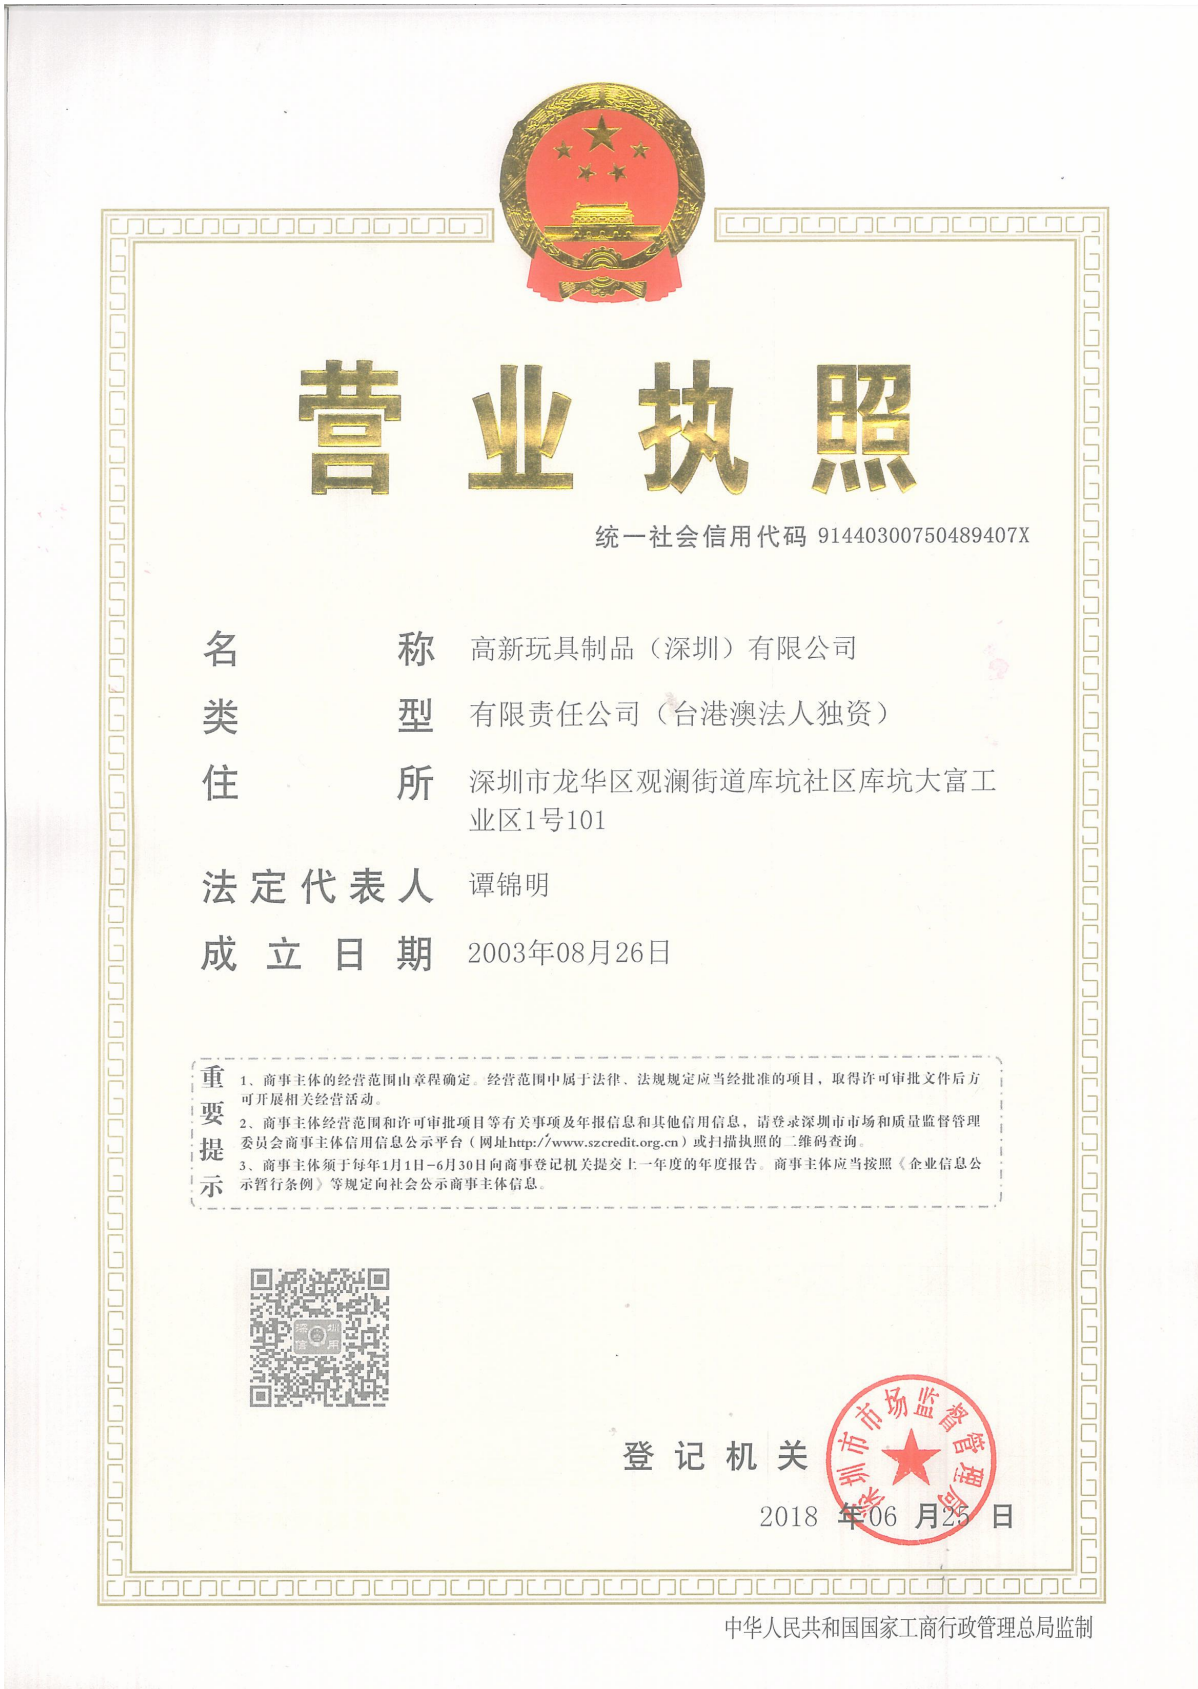 营业执照
统一社会信用代码 91440300750489407X
名称 高新玩具制品（深圳）有限公司
类型 有限责任公司（台港澳法人独资）
住所 深圳市龙华区观澜街道库坑社区库坑大富工
业区1号101
法定代表人 谭锦明
成立日期 2003年08月26日
重要提示
1、商事主体的经营范围由章程确定。经营范围中属于法律、法规规定应当经批准的项目，取得许可审批文件后方
可开展相关经营活动。
2、商事主体经营范围和许可审批项目等有关事项及年报信息和其他信用信息，请登录深圳市市场和质量监督管理
委员会商事主体信用信息公示平台（网址http://www.szcredit.org.cn）或扫描执照的二维码查询。
3、商事主体须于每年1月1日-6月30日向商事登记机关提交上一年度的年度报告。商事主体应当按照《企业信息公
示暂行条例》等规定向社会公示商事主体信息。
深圳
信用
深圳市市场监督管理局
登记机关
2018 年06 月25 日
中华人民共和国国家工商行政管理总局监制